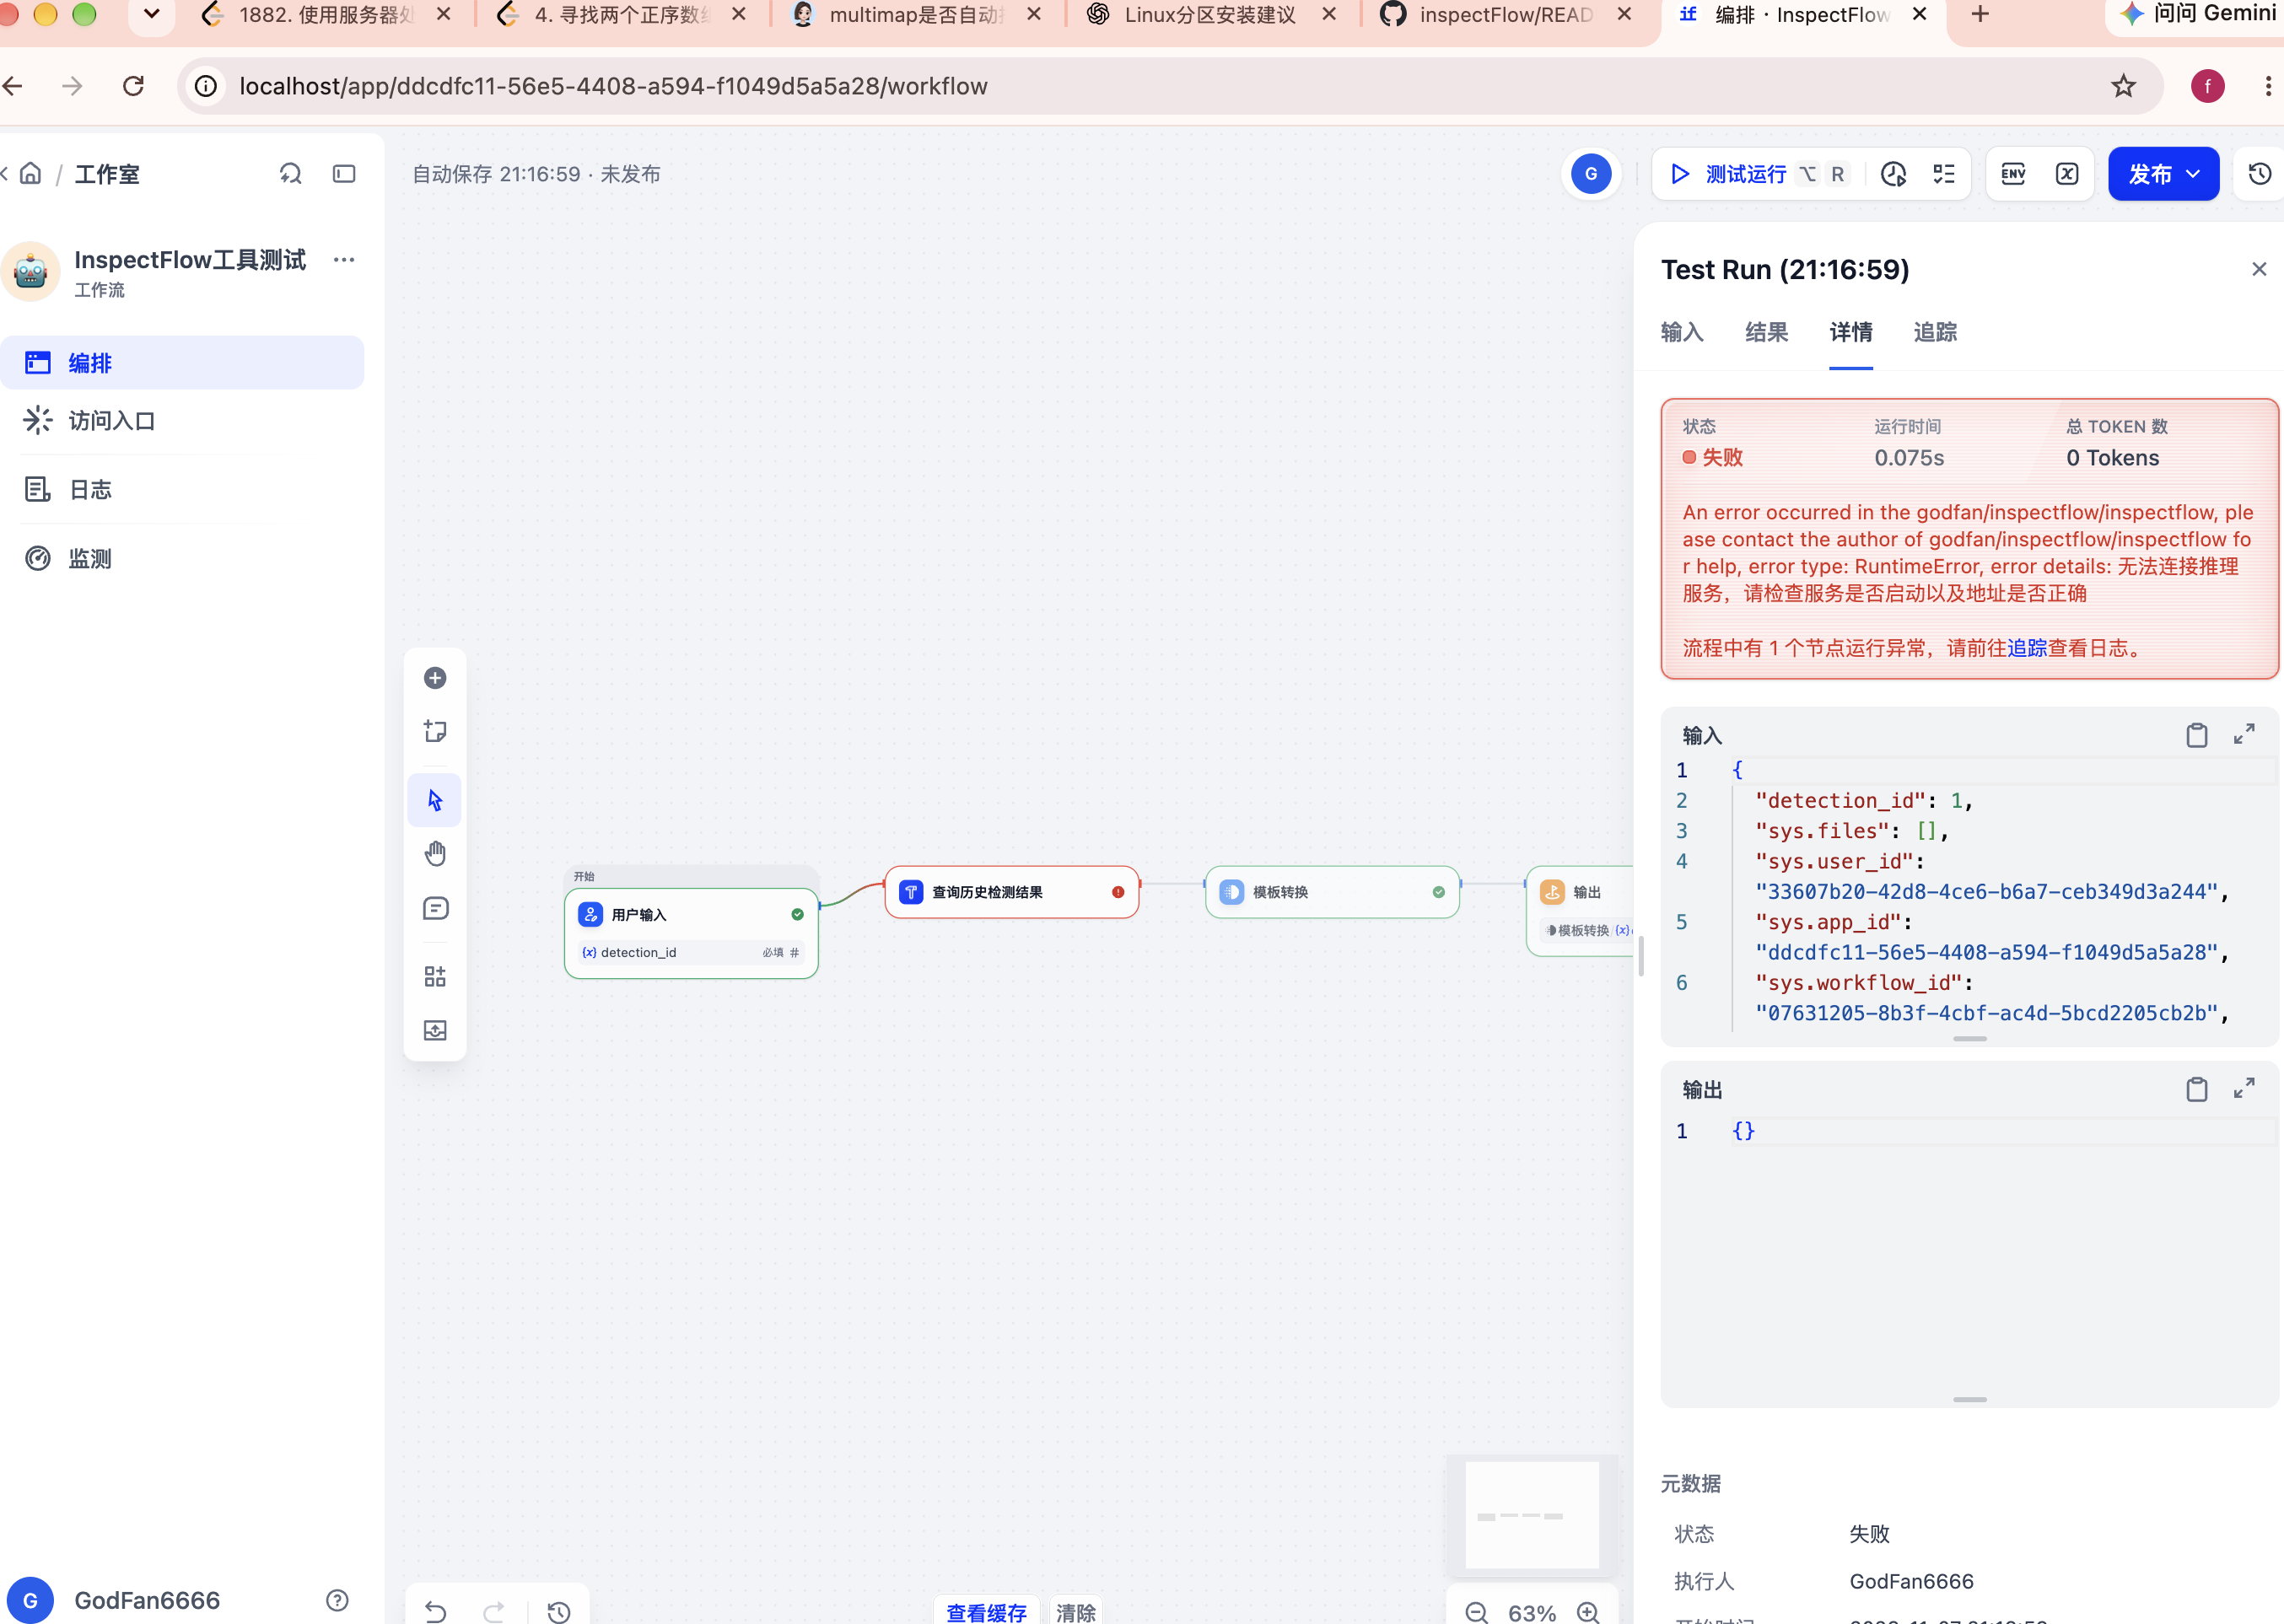 1882. 使用服务器处
4. 寻找两个正序数组
multimap是否自动排
Linux分区安装建议
inspectFlow/READ
编排 · InspectFlow
问问 Gemini
localhost/app/ddcdfc11-56e5-4408-a594-f1049d5a5a28/workflow
f
/ 工作室
自动保存 21:16:59 · 未发布
G
测试运行 ⌥ R
ENV
发布
InspectFlow工具测试
工作流
编排
访问入口
日志
监测
开始
用户输入
{x} detection_id 必填 #
查询历史检测结果
模板转换
输出
模板转换 {x}
Test Run (21:16:59)
输入 结果 详情 追踪
状态 运行时间 总 TOKEN 数
失败 0.075s 0 Tokens
An error occurred in the godfan/inspectflow/inspectflow, ple
ase contact the author of godfan/inspectflow/inspectflow fo
r help, error type: RuntimeError, error details: 无法连接推理
服务，请检查服务是否启动以及地址是否正确
流程中有 1 个节点运行异常，请前往追踪查看日志。
输入
1 {
2 "detection_id": 1,
3 "sys.files": [],
4 "sys.user_id":
"33607b20-42d8-4ce6-b6a7-ceb349d3a244",
5 "sys.app_id":
"ddcdfc11-56e5-4408-a594-f1049d5a5a28",
6 "sys.workflow_id":
"07631205-8b3f-4cbf-ac4d-5bcd2205cb2b",
输出
1 {}
元数据
状态 失败
执行人 GodFan6666
G GodFan6666
查看缓存 清除
63%